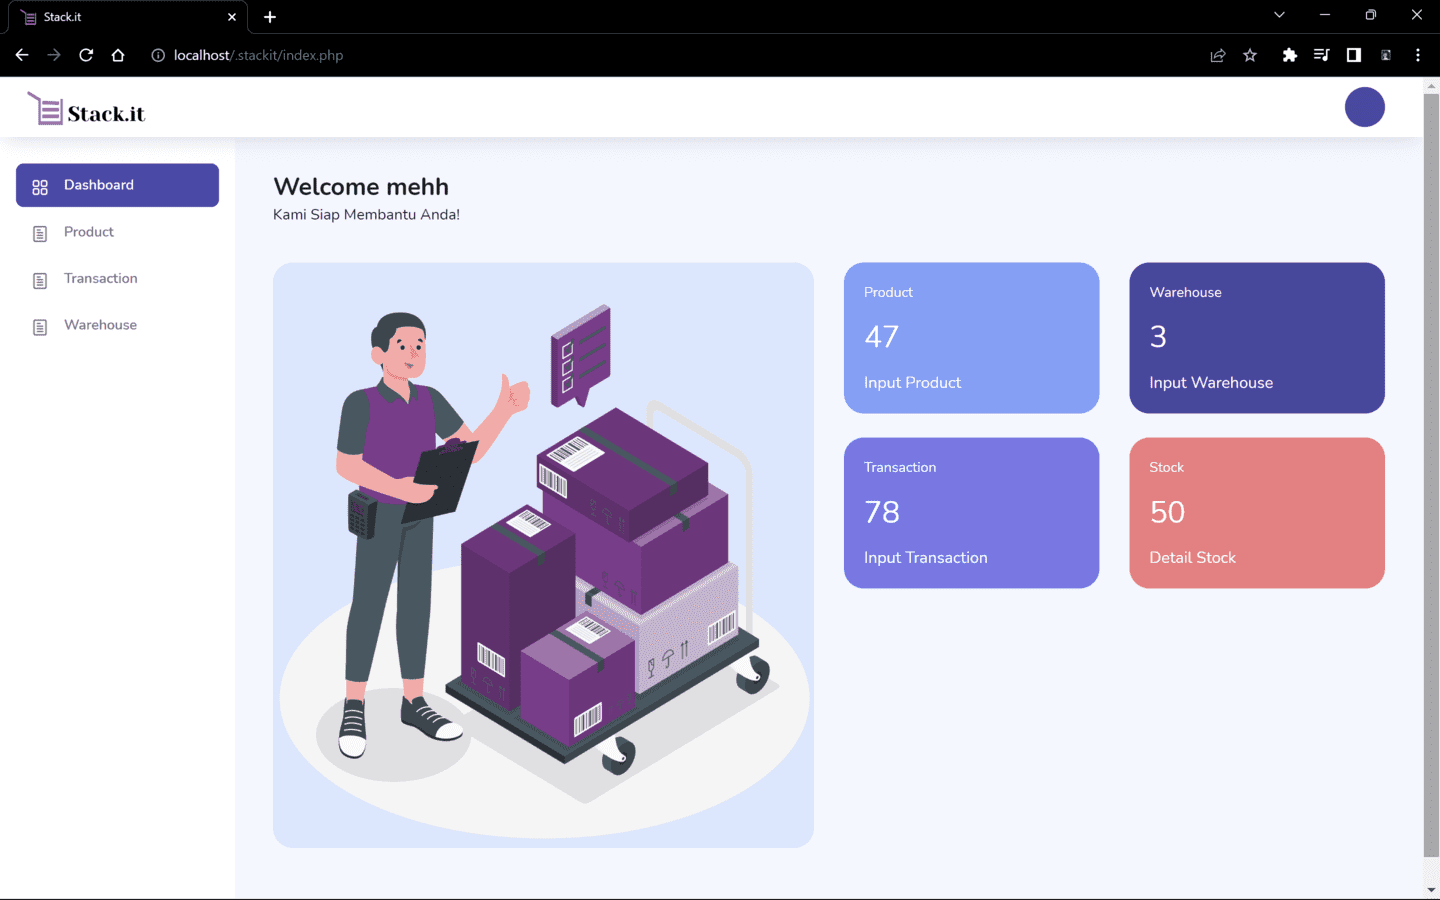 Stack.it
localhost/.stackit/index.php
Stack.it
Dashboard
Product
Transaction
Warehouse
Welcome mehh
Kami Siap Membantu Anda!
Product
47
Input Product
Warehouse
3
Input Warehouse
Transaction
78
Input Transaction
Stock
50
Detail Stock